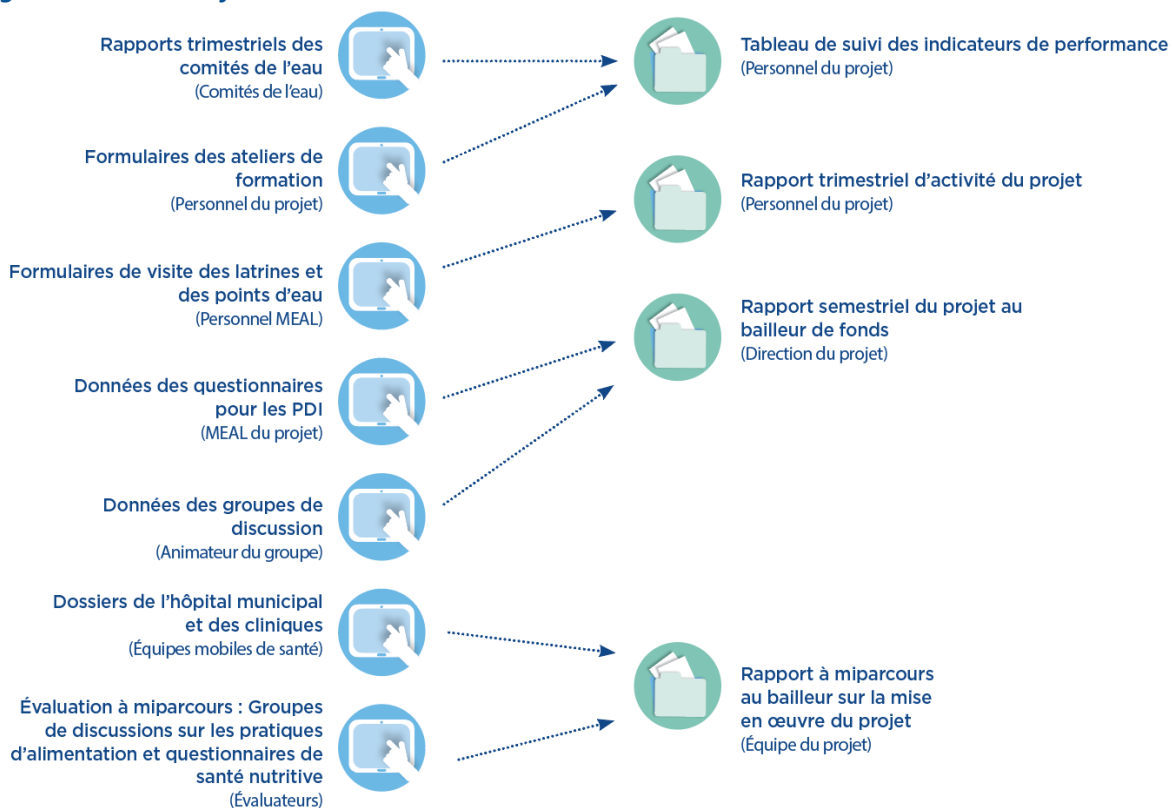 Rapports trimestriels des
comités de l'eau
(Comités de l'eau)
Formulaires des ateliers de
formation
(Personnel du projet)
Formulaires de visite des latrines et
des points d'eau
(Personnel MEAL)
Données des questionnaires
pour les PDI
(MEAL du projet)
Données des groupes de
discussion
(Animateur du groupe)
Dossiers de l'hôpital municipal
et des cliniques
(Équipes mobiles de santé)
Évaluation à miparcours : Groupes
de discussions sur les pratiques
d'alimentation et questionnaires de
santé nutritive
(Évaluateurs)
Tableau de suivi des indicateurs de performance
(Personnel du projet)
Rapport trimestriel d'activité du projet
(Personnel du projet)
Rapport semestriel du projet au
bailleur de fonds
(Direction du projet)
Rapport à miparcours
au bailleur sur la mise
en œuvre du projet
(Équipe du projet)